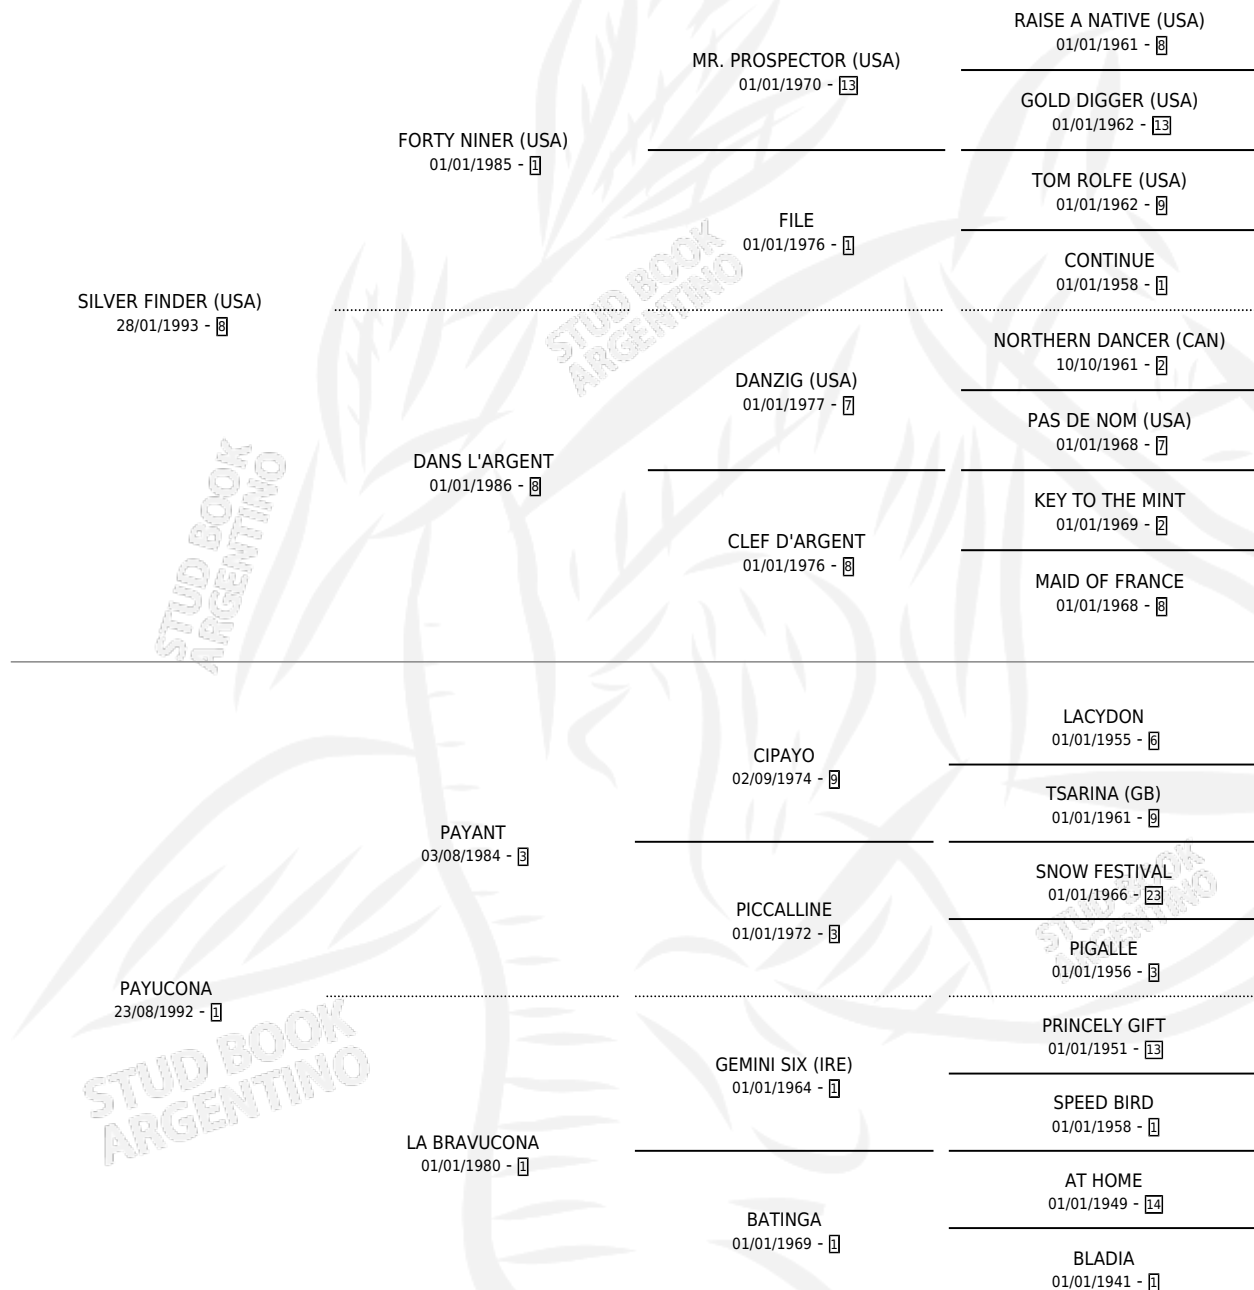 RAISE A NATIVE (USA)
01/01/1961 - 8
MR. PROSPECTOR (USA)
01/01/1970 - 13
GOLD DIGGER (USA)
01/01/1962 - 13
FORTY NINER (USA)
01/01/1985 - 1
TOM ROLFE (USA)
01/01/1962 - 9
FILE
01/01/1976 - 1
CONTINUE
01/01/1958 - 1
SILVER FINDER (USA)
28/01/1993 - 8
NORTHERN DANCER (CAN)
10/10/1961 - 2
DANZIG (USA)
01/01/1977 - 7
PAS DE NOM (USA)
01/01/1968 - 7
DANS L'ARGENT
01/01/1986 - 8
KEY TO THE MINT
01/01/1969 - 2
CLEF D'ARGENT
01/01/1976 - 8
MAID OF FRANCE
01/01/1968 - 8
LACYDON
01/01/1955 - 6
CIPAYO
02/09/1974 - 9
TSARINA (GB)
01/01/1961 - 9
PAYANT
03/08/1984 - 3
SNOW FESTIVAL
01/01/1966 - 23
PICCALLINE
01/01/1972 - 3
PIGALLE
01/01/1956 - 3
PAYUCONA
23/08/1992 - 1
PRINCELY GIFT
01/01/1951 - 13
GEMINI SIX (IRE)
01/01/1964 - 1
SPEED BIRD
01/01/1958 - 1
LA BRAVUCONA
01/01/1980 - 1
AT HOME
01/01/1949 - 14
BATINGA
01/01/1969 - 1
BLADIA
01/01/1941 - 1
STUD BOOK
ARGENTINO
STUD BOOK
ARGENTINO
STUD BOOK
ARGENTINO
STUD BOOK
ARGENTINO